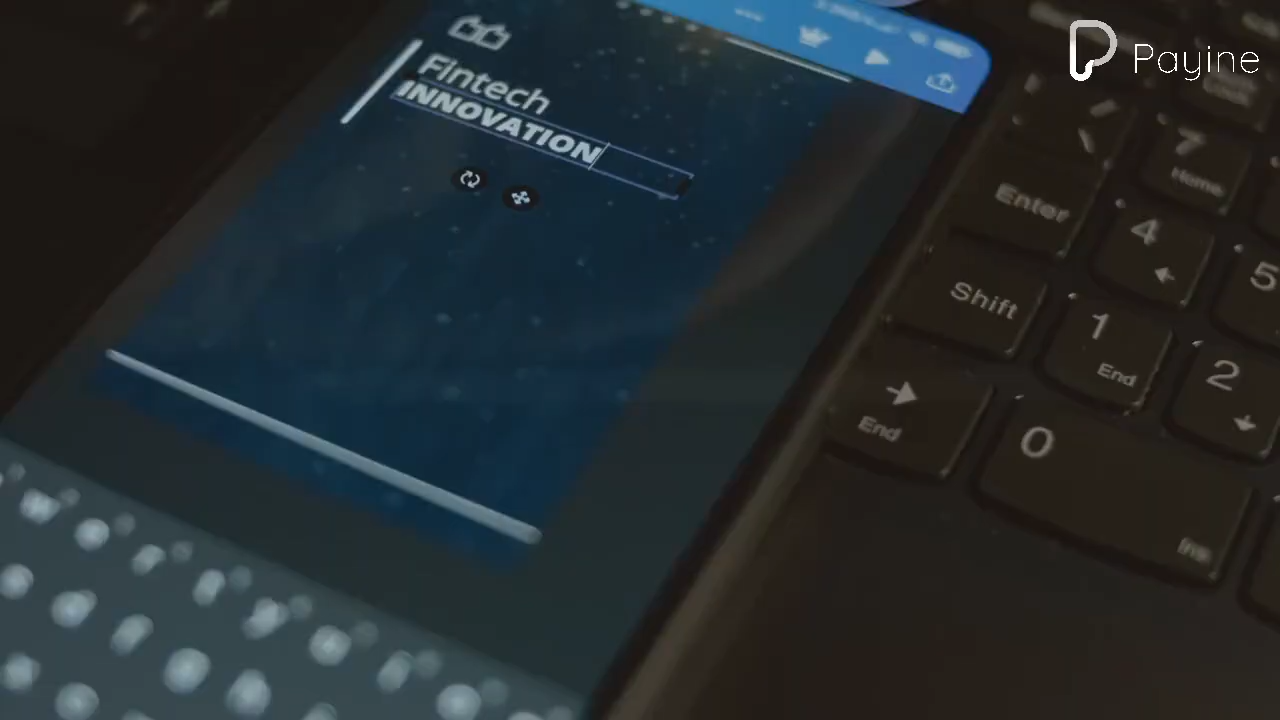 Payine
Fintech
INNOVATION
7
Home
Enter
4
5
Shift
1
End
2
End
0
Ins